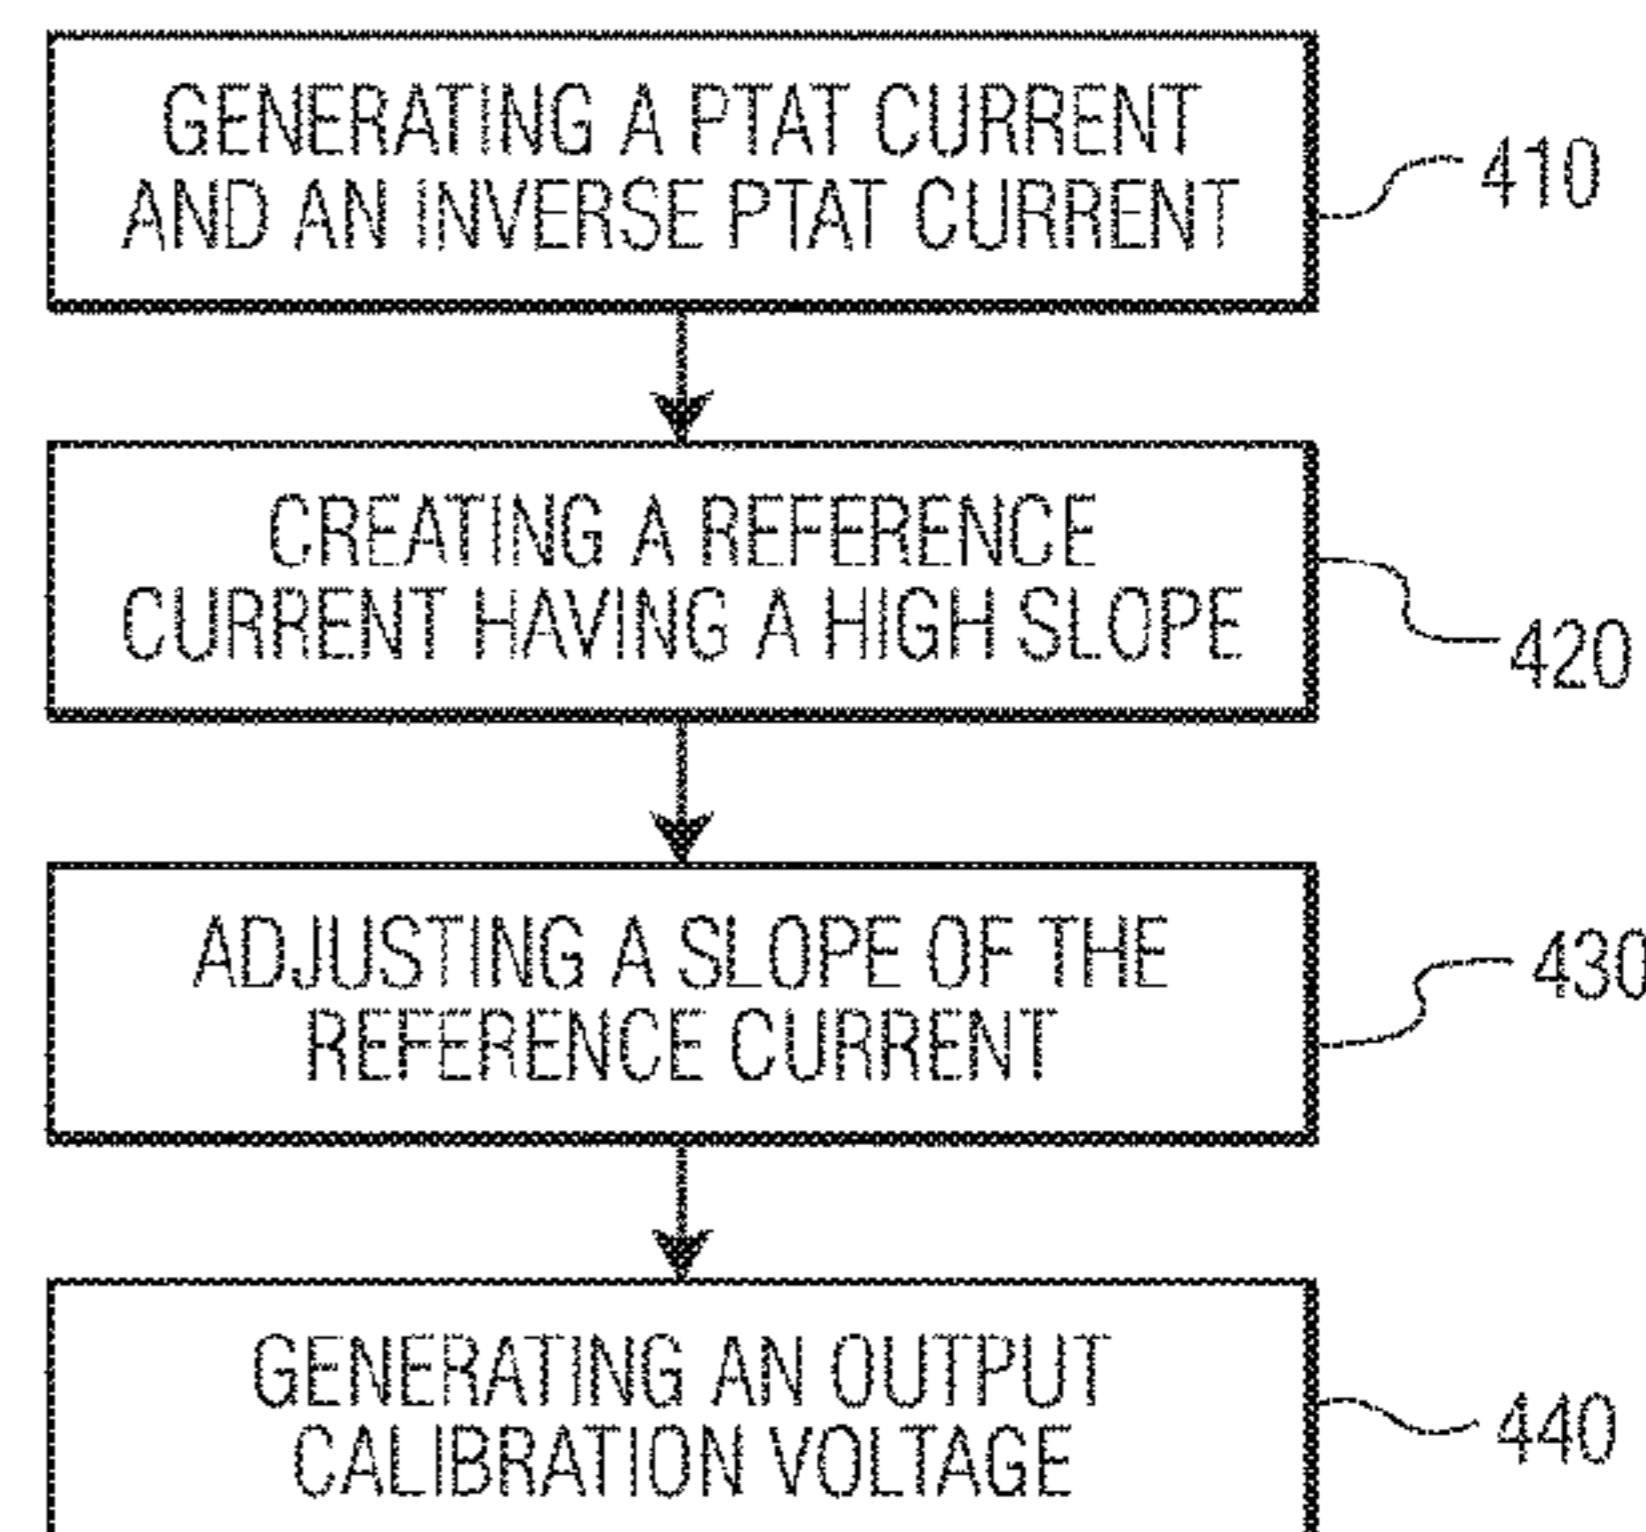 GENERATING A PTAT CURRENT
AND AN INVERSE PTAT CURRENT
410
CREATING A REFERENCE
CURRENT HAVING A HIGH SLOPE
420
ADJUSTING A SLOPE OF THE
REFERENCE CURRENT
430
GENERATING AN OUTPUT
CALIBRATION VOLTAGE
440